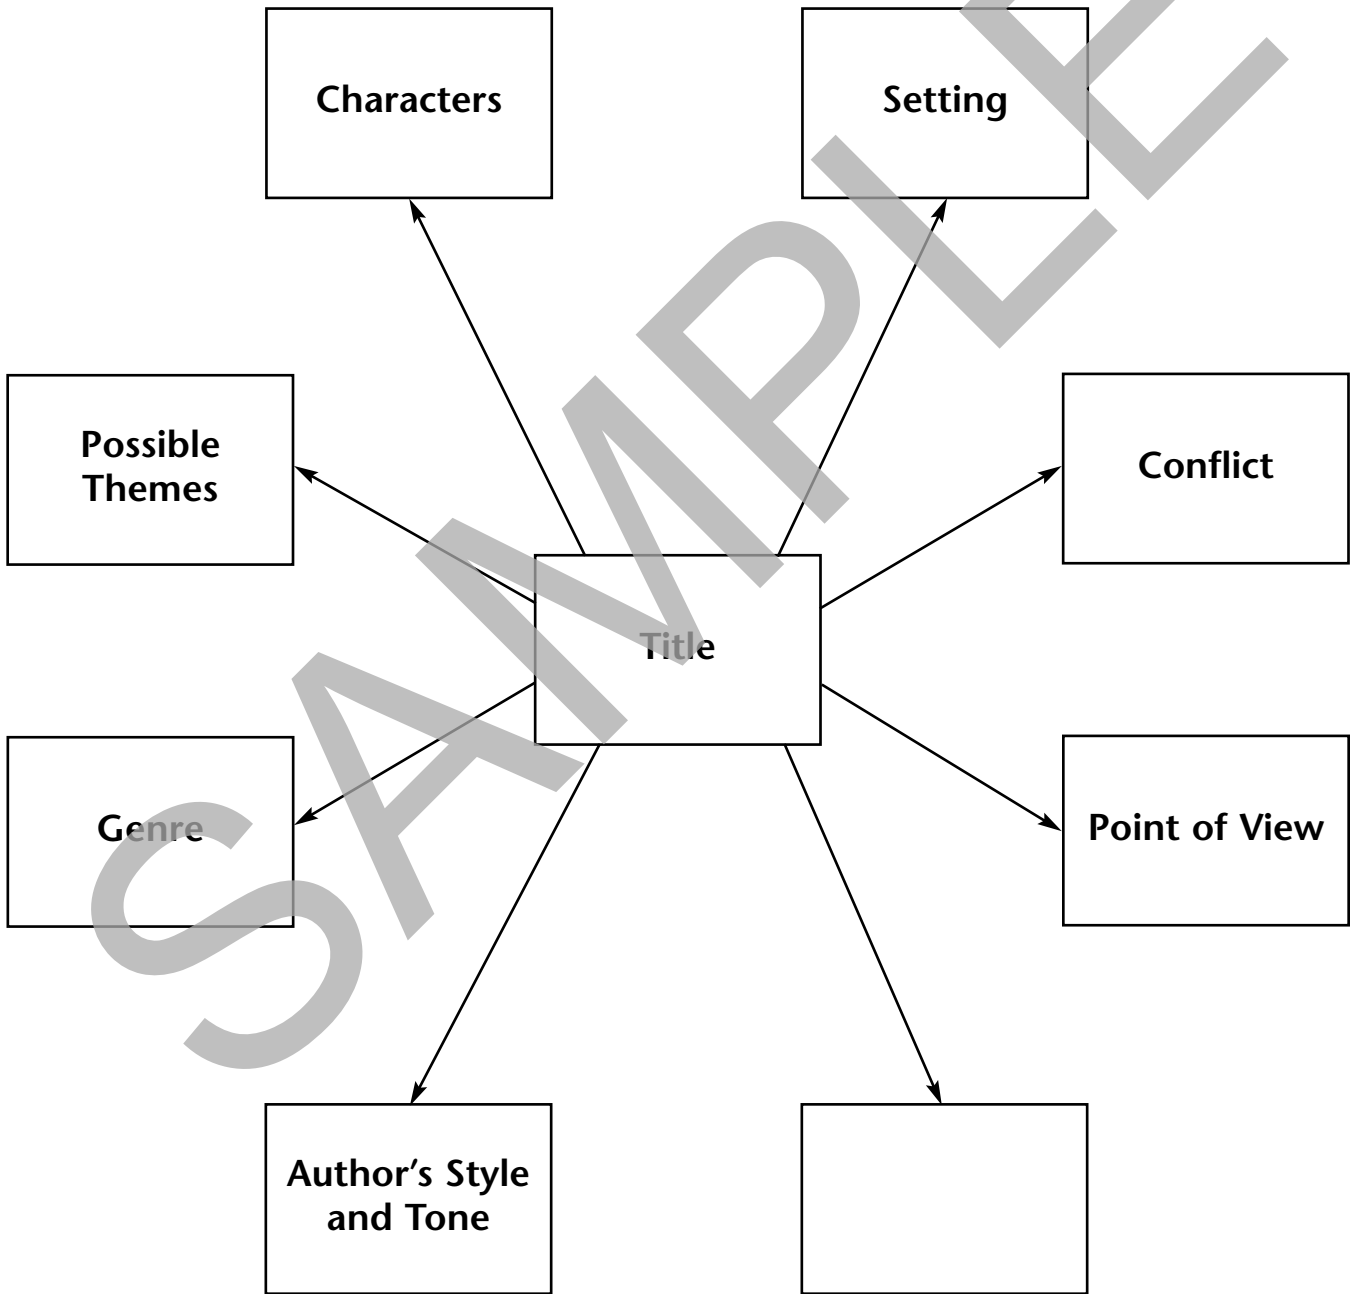 Characters
Setting
Possible
Themes
Conflict
Title
Genre
Point of View
Author's Style
and Tone
SAMPLE